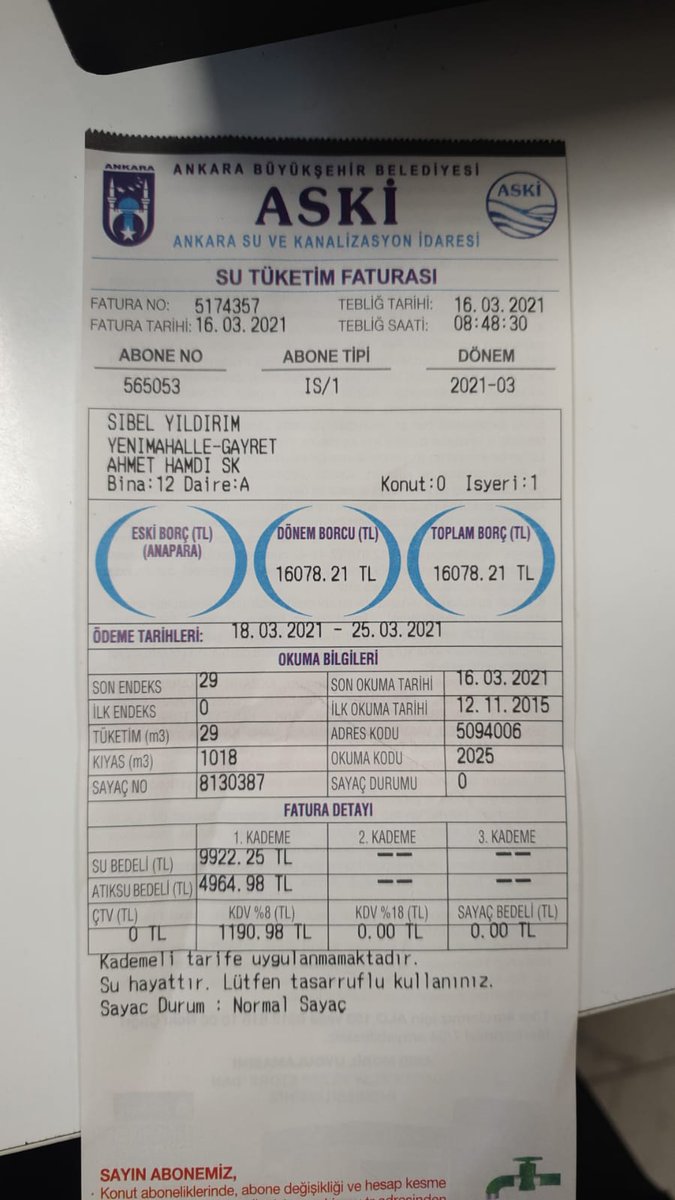 ANKARA
ANKARA BÜYÜKŞEHİR BELEDİYESİ
ASKİ
ASKİ
ANKARA SU VE KANALİZASYON İDARESİ
SU TÜKETİM FATURASI
FATURA NO: 5174357 TEBLİĞ TARİHİ: 16.03.2021
FATURA TARİHİ: 16.03.2021 TEBLİĞ SAATİ: 08:48:30
ABONE NO ABONE TİPİ DÖNEM
565053 IS/1 2021-03
SIBEL YILDIRIM
YENIMAHALLE-GAYRET
AHMET HAMDI SK
Bina:12 Daire:A Konut:0 Isyeri:1
ESKİ BORÇ (TL) DÖNEM BORCU (TL) TOPLAM BORÇ (TL)
(ANAPARA)
16078.21 TL 16078.21 TL
ÖDEME TARİHLERİ: 18.03.2021 - 25.03.2021
OKUMA BİLGİLERİ
SON ENDEKS 29 SON OKUMA TARİHİ 16.03.2021
İLK ENDEKS 0 İLK OKUMA TARİHİ 12.11.2015
TÜKETİM (m3) 29 ADRES KODU 5094006
KIYAS (m3) 1018 OKUMA KODU 2025
SAYAÇ NO 8130387 SAYAÇ DURUMU 0
FATURA DETAYI
1. KADEME 2. KADEME 3. KADEME
SU BEDELİ (TL) 9922.25 TL -- --
ATIKSU BEDELİ (TL) 4964.98 TL -- --
ÇTV (TL) KDV %8 (TL) KDV %18 (TL) SAYAÇ BEDELİ (TL)
0 TL 1190.98 TL 0.00 TL 0.00 TL
Kademeli tarife uygulanmamaktadır.
Su hayattır. Lütfen tasarruflu kullanınız.
Sayac Durum : Normal Sayaç
SAYIN ABONEMİZ,
· Konut aboneliklerinde, abone değişikliği ve hesap kesme